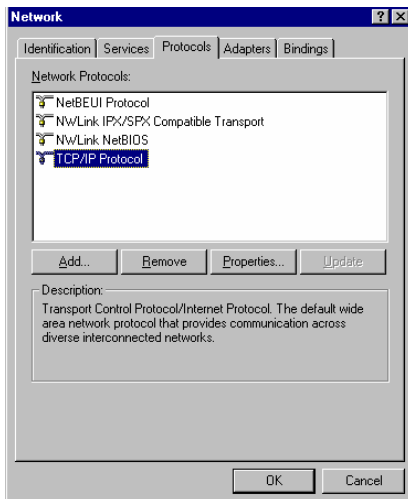 Network
Identification Services Protocols Adapters Bindings
Network Protocols:
NetBEUI Protocol
NWLink IPX/SPX Compatible Transport
NWLink NetBIOS
TCP/IP Protocol
Add... Remove Properties... Update
Description:
Transport Control Protocol/Internet Protocol. The default wide
area network protocol that provides communication across
diverse interconnected networks.
OK Cancel